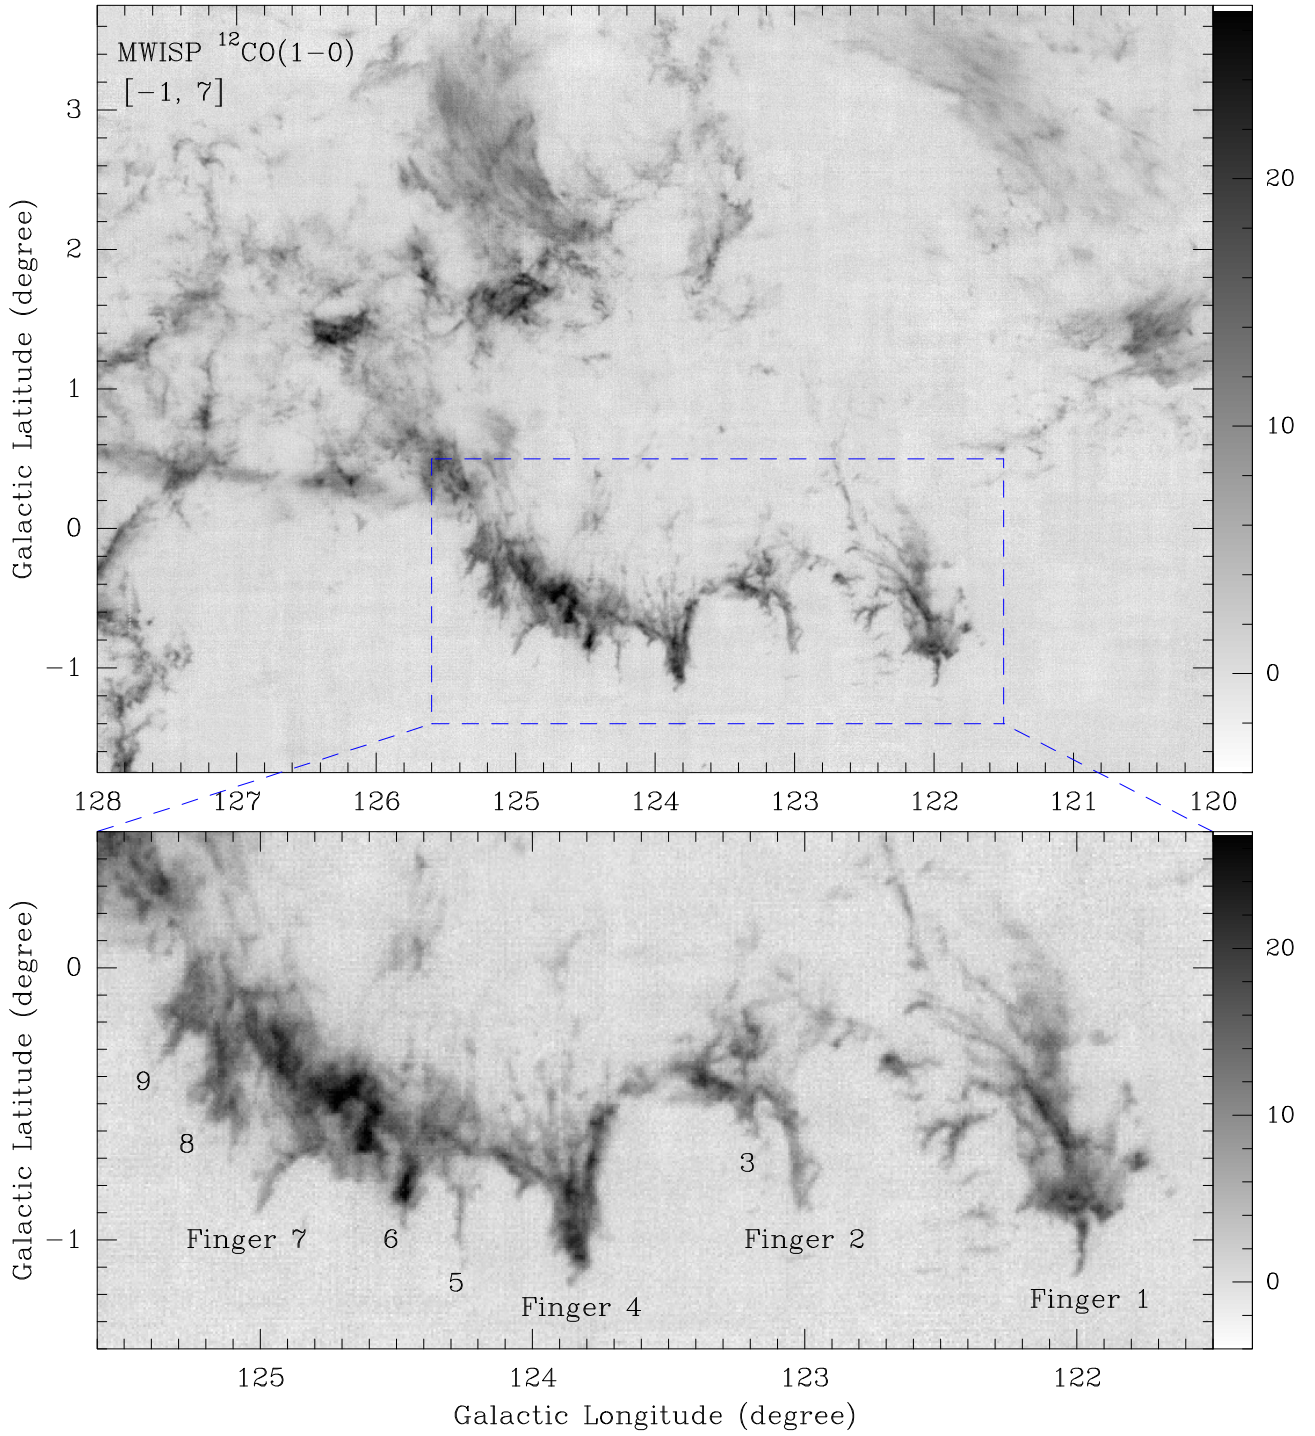 MWISP ¹²CO(1−0)
[−1, 7]
3
2
1
0
−1
Galactic Latitude (degree)
20
10
0
128 127 126 125 124 123 122 121 120
0
−1
Galactic Latitude (degree)
20
10
0
9
8
3
Finger 7 6 Finger 2
5
Finger 4 Finger 1
125 124 123 122
Galactic Longitude (degree)